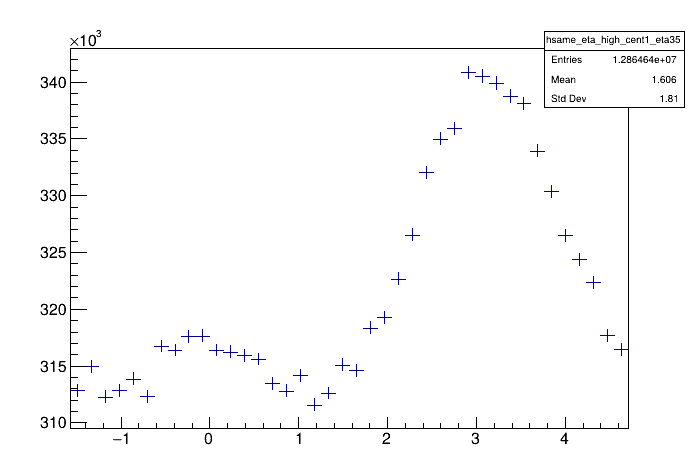 ×10³
hsame_eta_high_cent1_eta35
Entries 1.286464e+07
Mean 1.606
Std Dev 1.81
340
335
330
325
320
315
310
−1 0 1 2 3 4